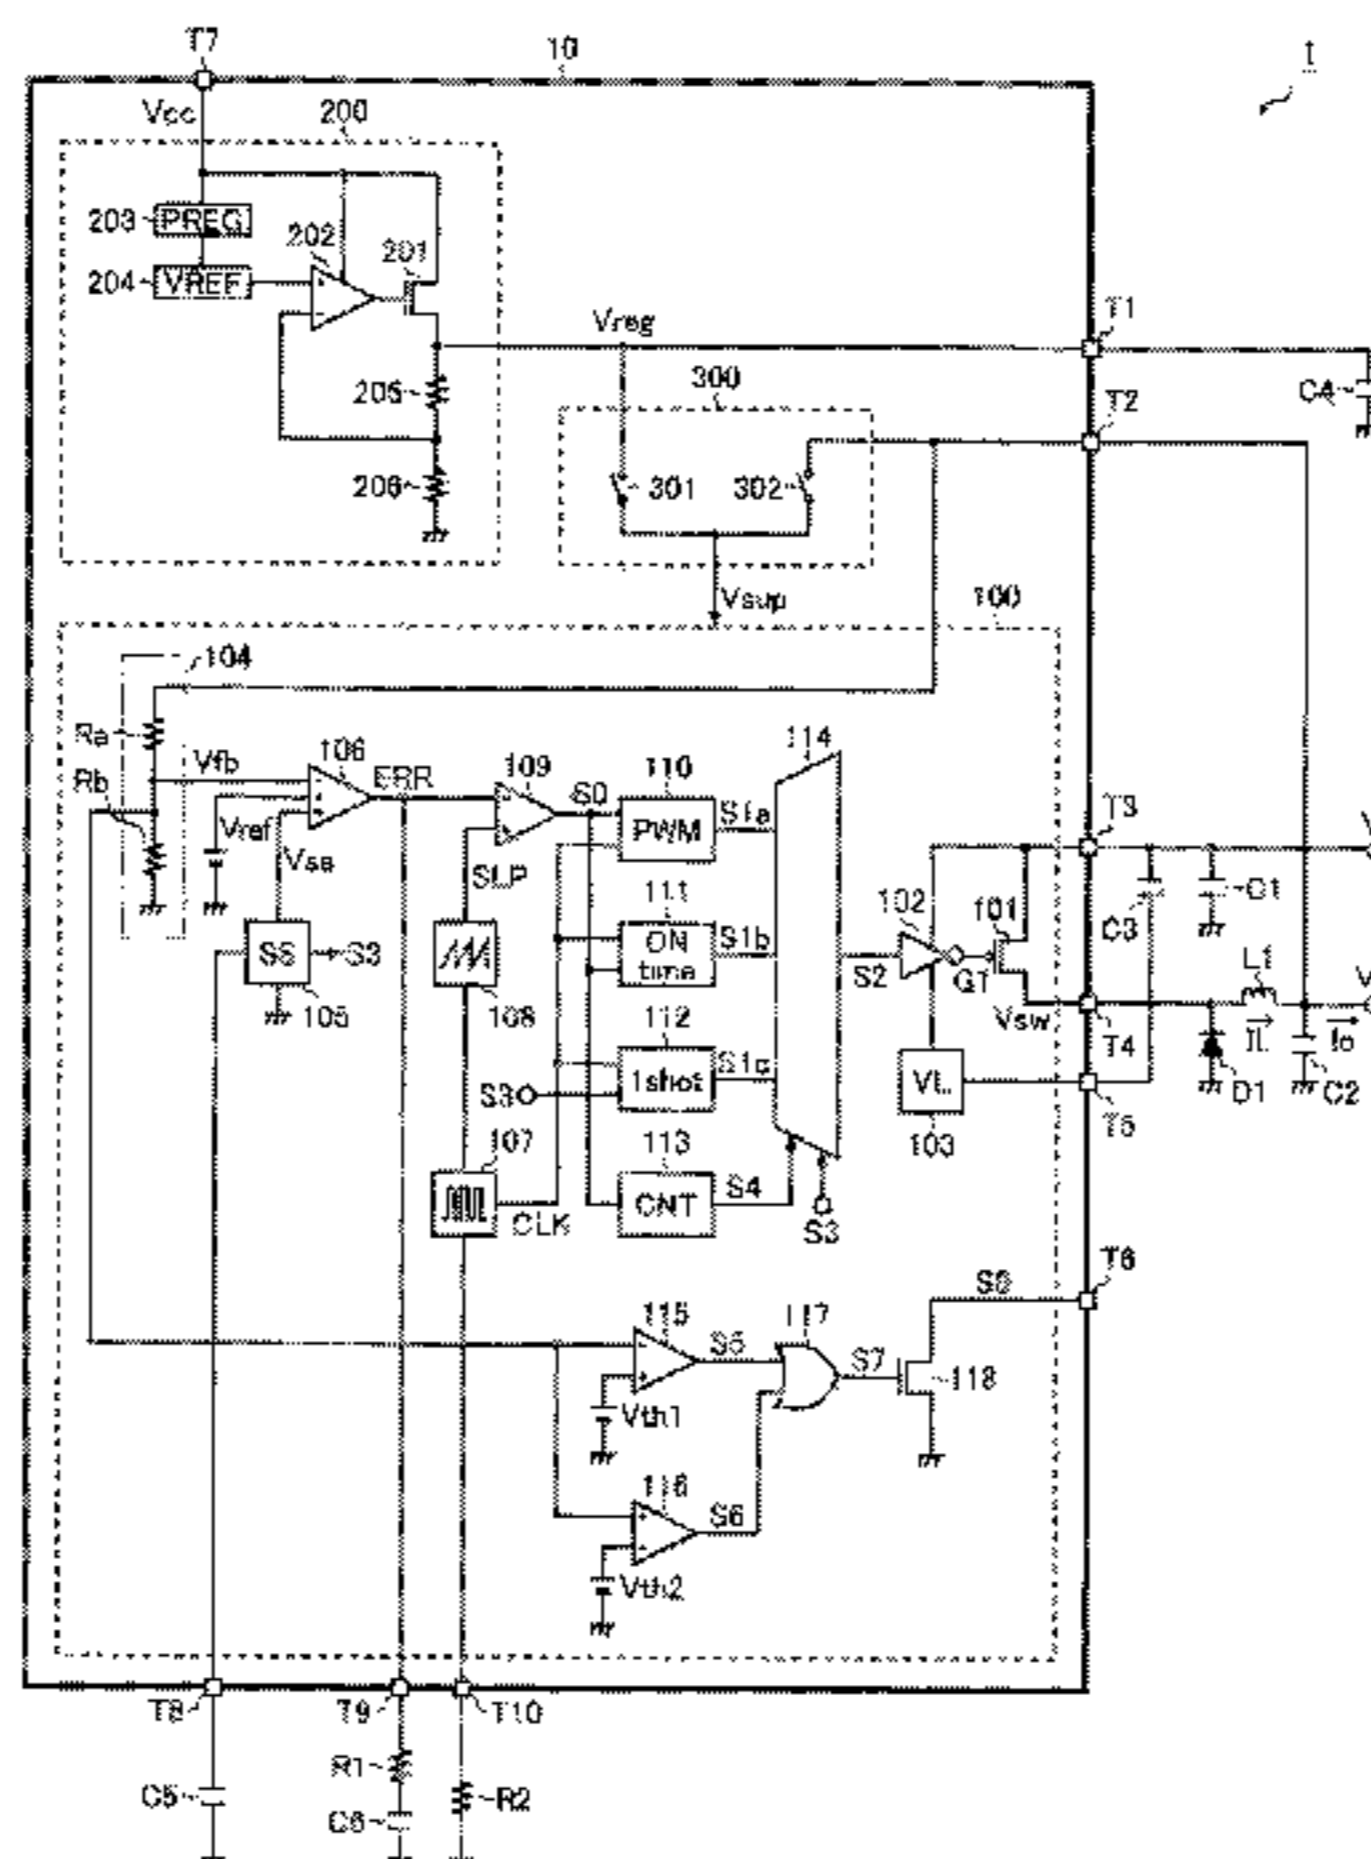 T7
10
1
Vcc
200
203
PREG
202
201
204
VREF
Vreg
T1
205
300
C4
T2
206
301
302
Vsup
100
104
Ra
Vfb
106
ERR
109
S0
110
114
Rb
PWM
S1a
T3
Vref
Vss
SLP
111
102
101
C3
C1
SS
S3
ON
time
S1b
S2
G1
L1
105
108
112
Vsw
T4
IL
Io
S3
1shot
S1c
VL
D1
C2
T5
107
113
103
CLK
CNT
S4
S3
T6
S8
115
S5
117
S7
118
Vth1
116
S6
Vth2
T8
T9
T10
R1
C5
C6
R2